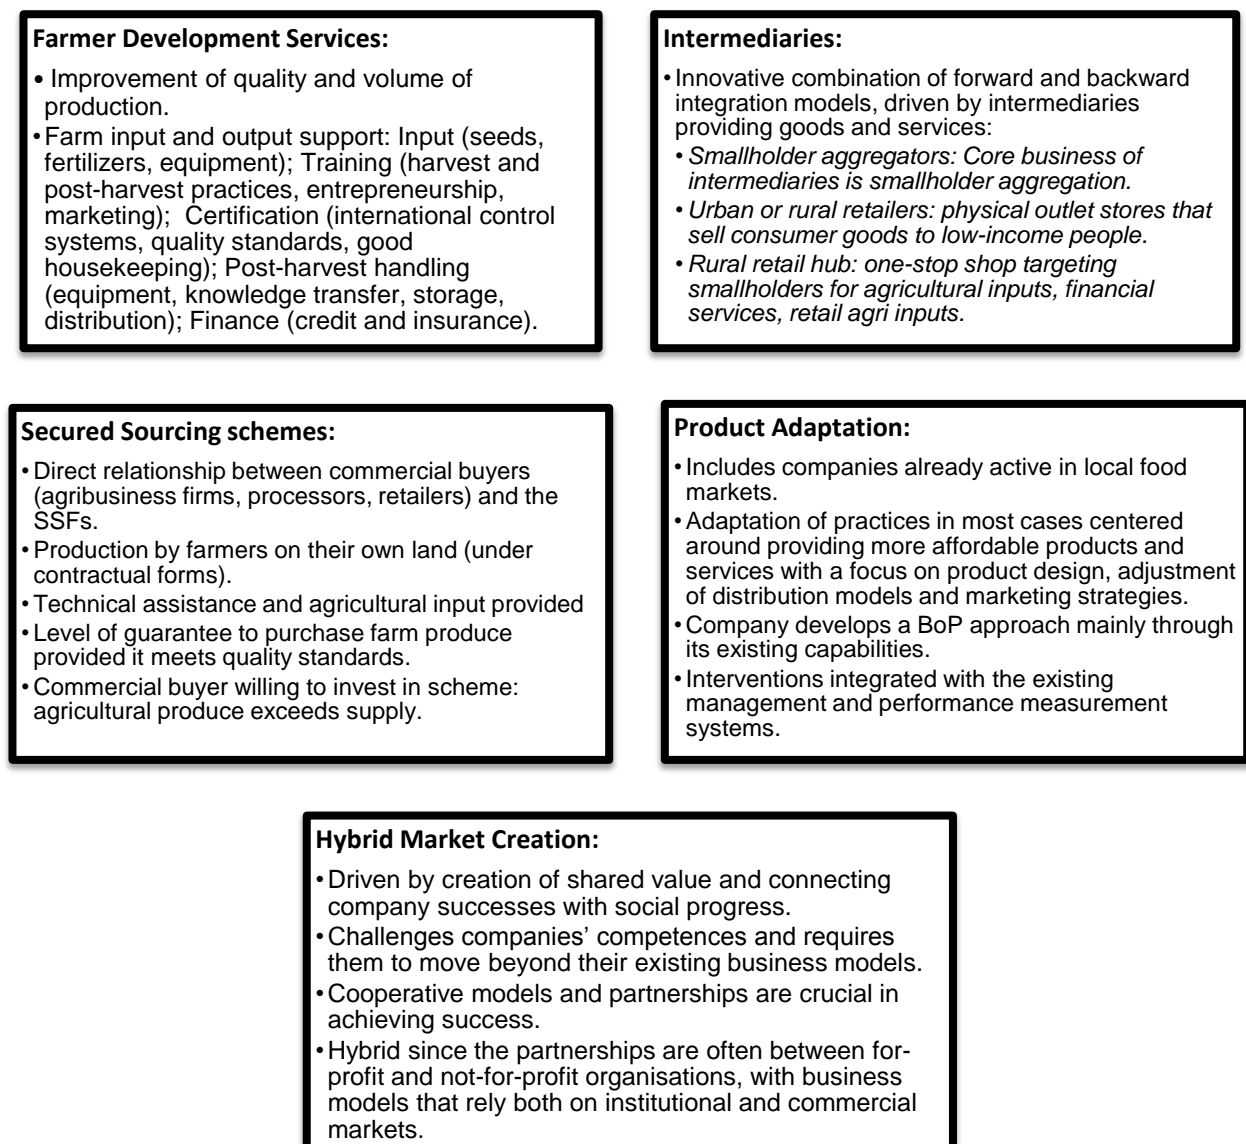 Farmer Development Services:
• Improvement of quality and volume of
production.
• Farm input and output support: Input (seeds,
fertilizers, equipment); Training (harvest and
post-harvest practices, entrepreneurship,
marketing);  Certification (international control
systems, quality standards, good
housekeeping); Post-harvest handling
(equipment, knowledge transfer, storage,
distribution); Finance (credit and insurance).
Intermediaries:
• Innovative combination of forward and backward
integration models, driven by intermediaries
providing goods and services:
• Smallholder aggregators: Core business of
intermediaries is smallholder aggregation.
• Urban or rural retailers: physical outlet stores that
sell consumer goods to low-income people.
• Rural retail hub: one-stop shop targeting
smallholders for agricultural inputs, financial
services, retail agri inputs.
Secured Sourcing schemes:
• Direct relationship between commercial buyers
(agribusiness firms, processors, retailers) and the
SSFs.
• Production by farmers on their own land (under
contractual forms).
• Technical assistance and agricultural input provided
• Level of guarantee to purchase farm produce
provided it meets quality standards.
• Commercial buyer willing to invest in scheme:
agricultural produce exceeds supply.
Product Adaptation:
• Includes companies already active in local food
markets.
• Adaptation of practices in most cases centered
around providing more affordable products and
services with a focus on product design, adjustment
of distribution models and marketing strategies.
• Company develops a BoP approach mainly through
its existing capabilities.
• Interventions integrated with the existing
management and performance measurement
systems.
Hybrid Market Creation:
• Driven by creation of shared value and connecting
company successes with social progress.
• Challenges companies’ competences and requires
them to move beyond their existing business models.
• Cooperative models and partnerships are crucial in
achieving success.
• Hybrid since the partnerships are often between for-
profit and not-for-profit organisations, with business
models that rely both on institutional and commercial
markets.